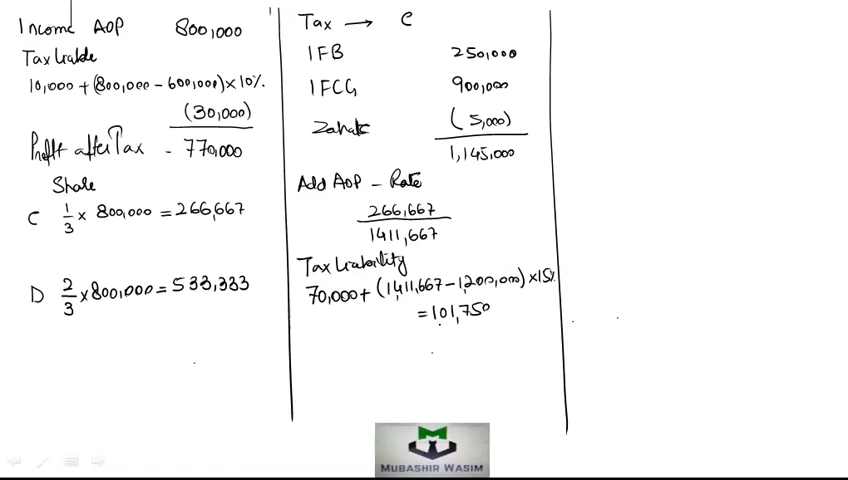 Income AOP 800,000
Tax Liable
10,000 + (800,000 - 600,000) × 10%.
(30,000)
Profit after Tax - 770,000
Share
C 1/3 × 800,000 = 266,667
D 2/3 × 800,000 = 533,333
Tax → C
IFB 250,000
IFCG 900,000
Zakat (5,000)
1,145,000
Add AOP - Rate
266,667
1411,667
Tax Liability
70,000 + (1,411,667 - 1,200,000) × 15%
= 101,750
MUBASHIR WASIM